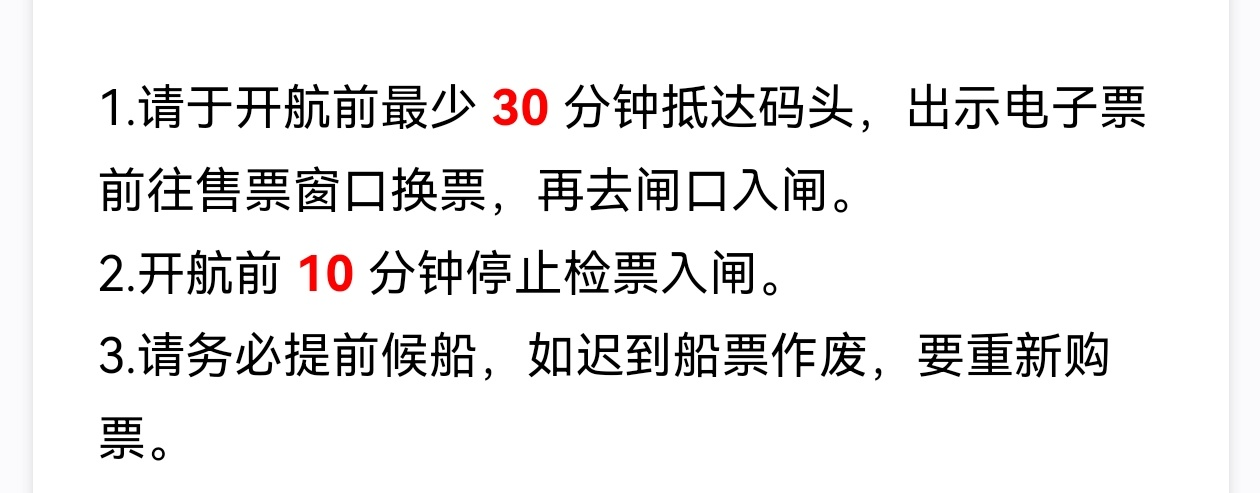 1.请于开航前最少 30 分钟抵达码头，出示电子票
前往售票窗口换票，再去闸口入闸。
2.开航前 10 分钟停止检票入闸。
3.请务必提前候船，如迟到船票作废，要重新购
票。